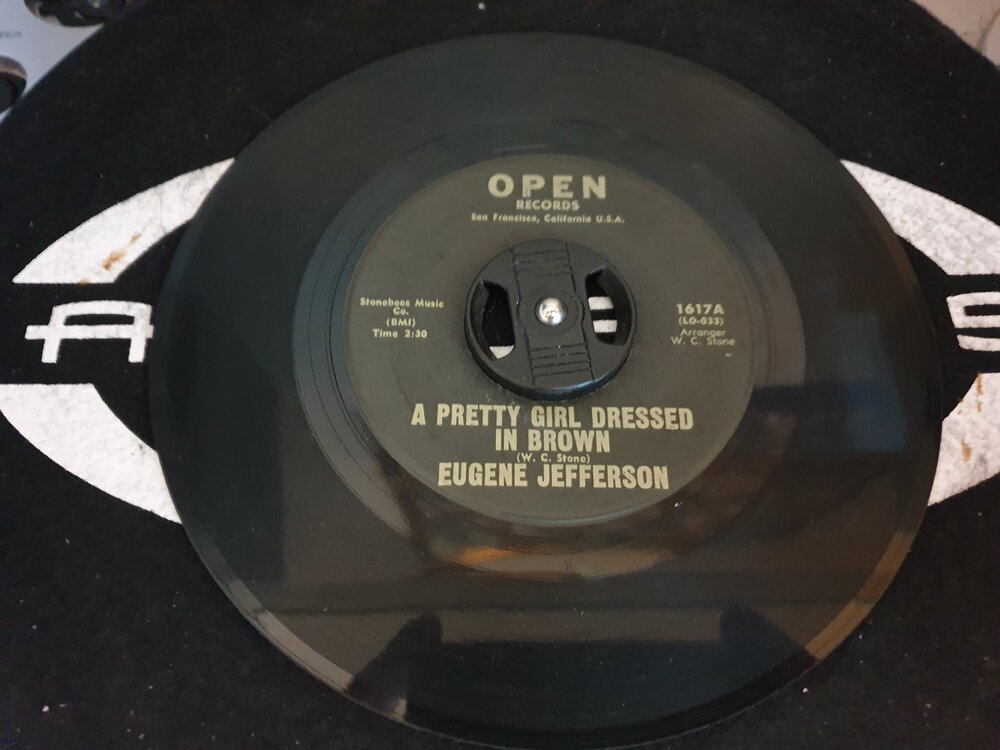 OPEN
RECORDS
San Francisco, California U.S.A.
Stonebees Music
Co.
(BMI)
Time 2:30
1617A
(LO-033)
Arranger
W. C. Stone
A PRETTY GIRL DRESSED
IN BROWN
(W. C. Stone)
EUGENE JEFFERSON